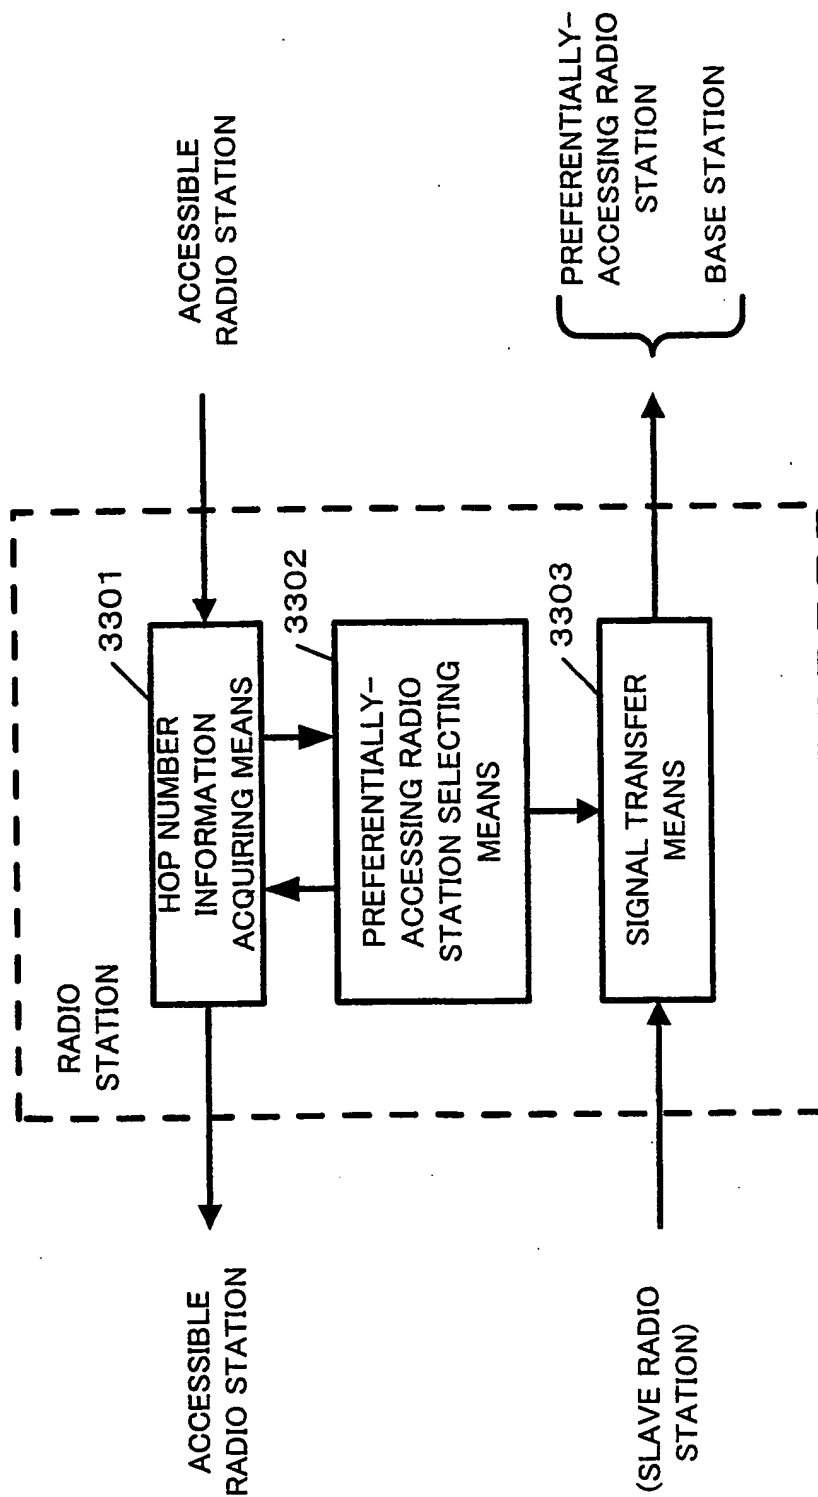 RADIO
STATION
ACCESSIBLE
RADIO STATION
3301
HOP NUMBER
INFORMATION
ACQUIRING MEANS
ACCESSIBLE
RADIO STATION
3302
PREFERENTIALLY-
ACCESSING RADIO
STATION SELECTING
MEANS
(SLAVE RADIO
STATION)
3303
SIGNAL TRANSFER
MEANS
PREFERENTIALLY-
ACCESSING RADIO
STATION
BASE STATION